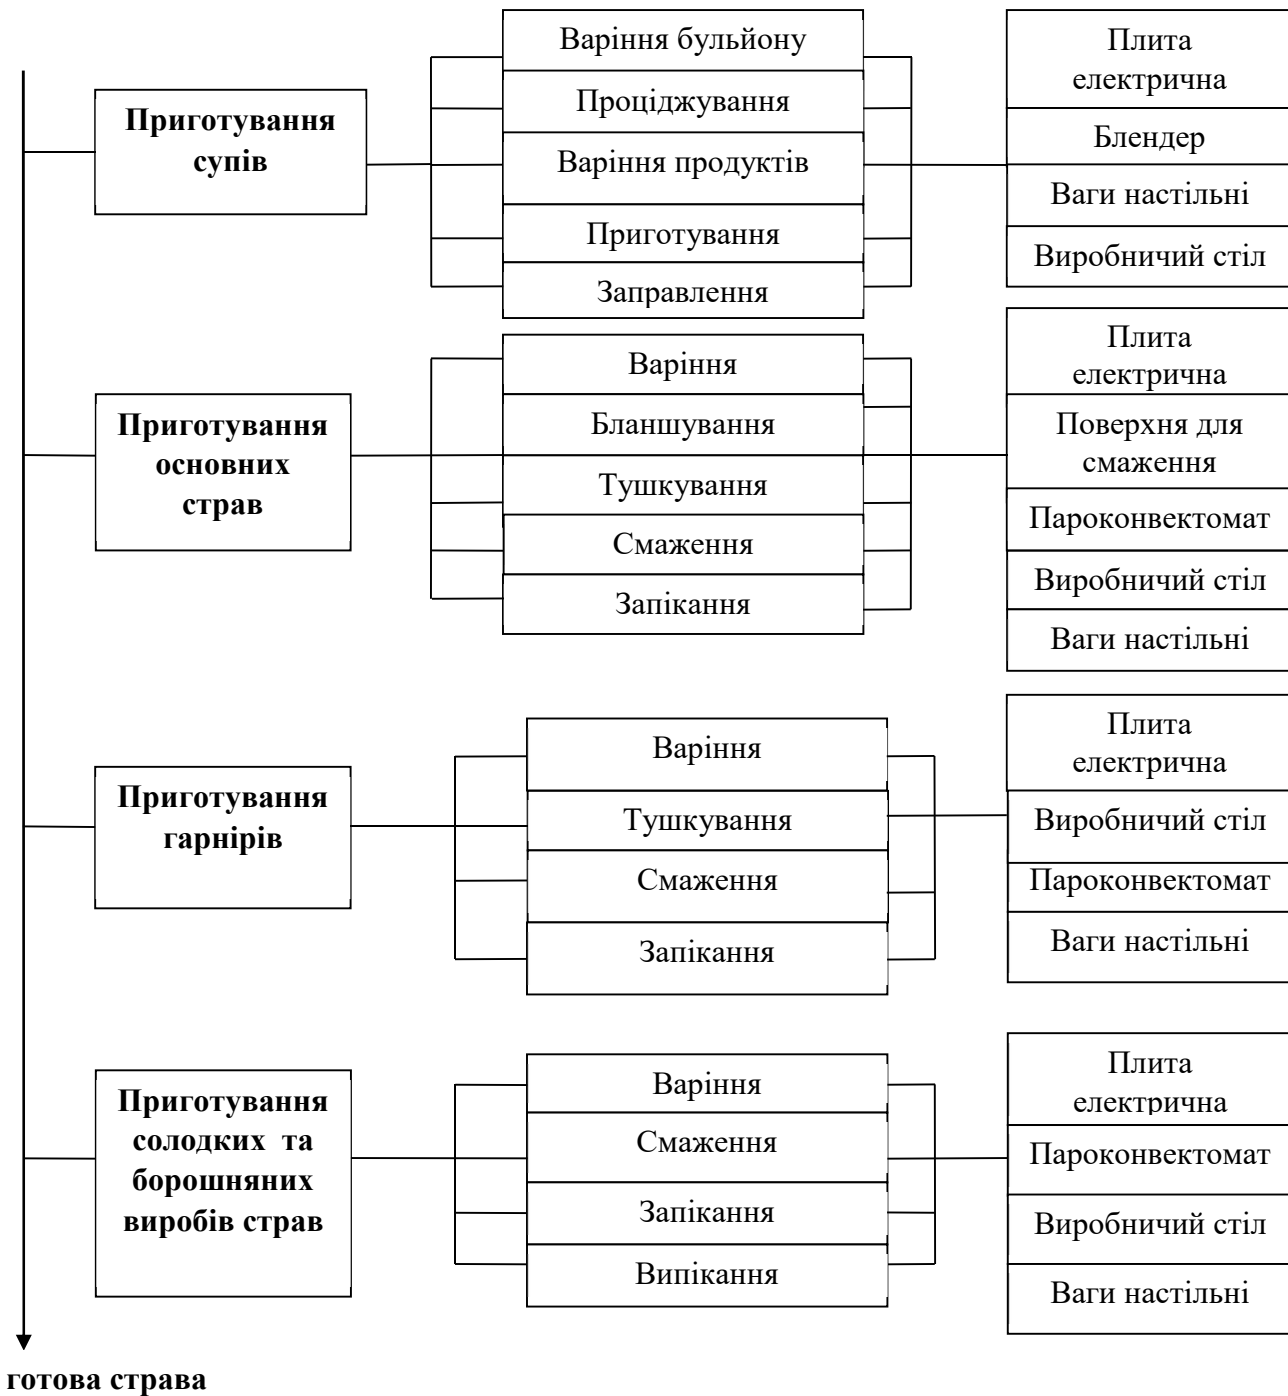 Приготування
супів
Варіння бульйону
Проціджування
Варіння продуктів
Приготування
Заправлення
Плита
електрична
Блендер
Ваги настільні
Виробничий стіл
Приготування
основних
страв
Варіння
Бланшування
Тушкування
Смаження
Запікання
Плита
електрична
Поверхня для
смаження
Пароконвектомат
Виробничий стіл
Ваги настільні
Приготування
гарнірів
Варіння
Тушкування
Смаження
Запікання
Плита
електрична
Виробничий стіл
Пароконвектомат
Ваги настільні
Приготування
солодких та
борошняних
виробів страв
Варіння
Смаження
Запікання
Випікання
Плита
електрична
Пароконвектомат
Виробничий стіл
Ваги настільні
готова страва